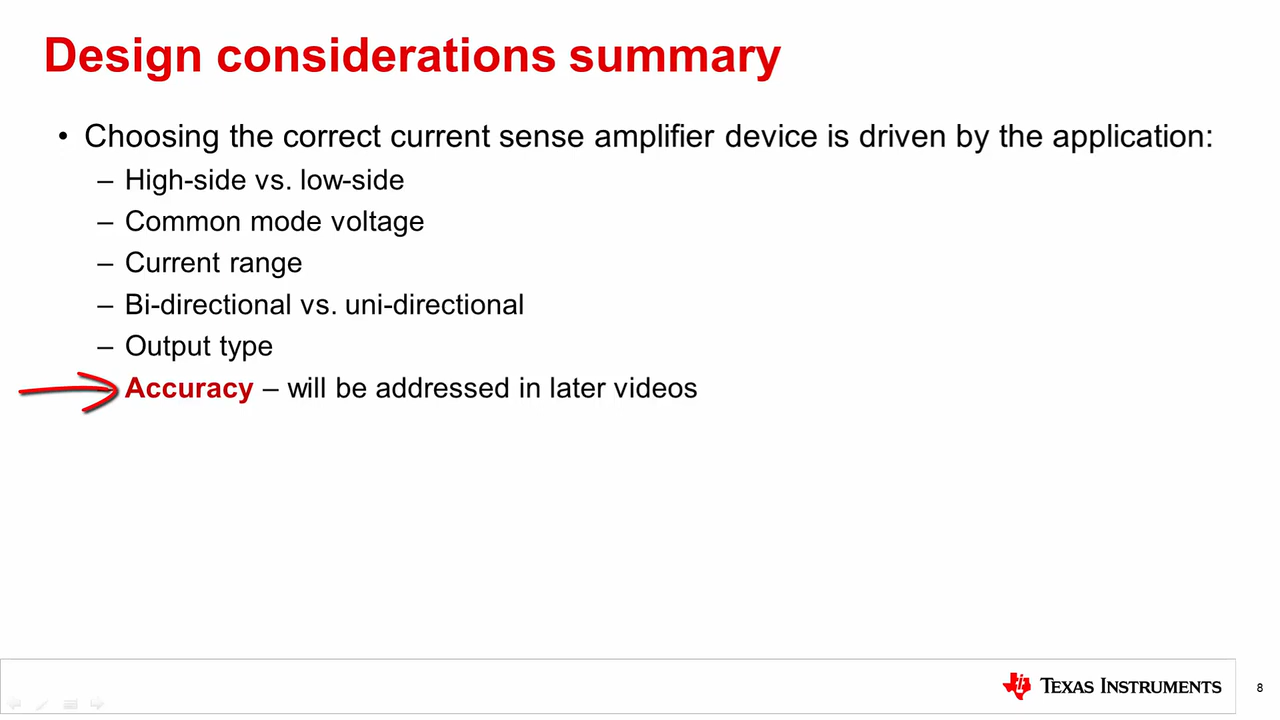 Design considerations summary
• Choosing the correct current sense amplifier device is driven by the application:
– High-side vs. low-side
– Common mode voltage
– Current range
– Bi-directional vs. uni-directional
– Output type
– Accuracy – will be addressed in later videos
TEXAS INSTRUMENTS
8